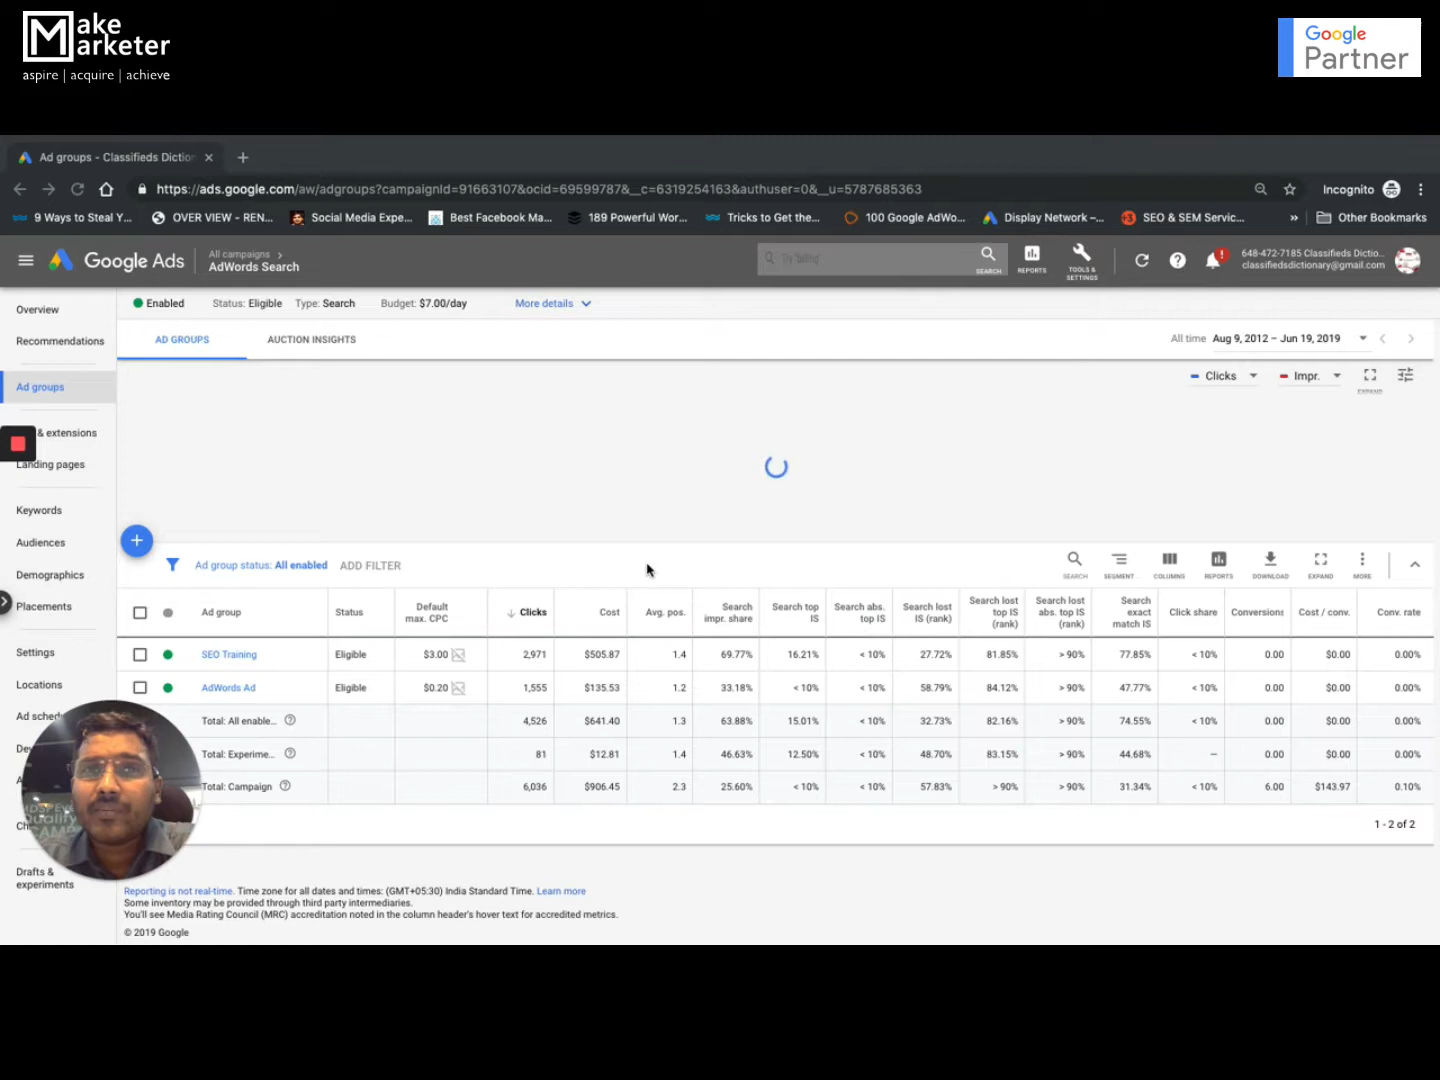 Make
Marketer
aspire | acquire | achieve
Google
Partner
Ad groups - Classifieds Diction
https://ads.google.com/aw/adgroups?campaignId=91663107&ocid=69599787&__c=6319254163&authuser=0&__u=5787685363
Incognito
9 Ways to Steal Y...
OVER VIEW - REN...
Social Media Expe...
Best Facebook Ma...
189 Powerful Wor...
Tricks to Get the...
100 Google AdWo...
Display Network –...
SEO & SEM Servic...
»
Other Bookmarks
Google Ads
All campaigns >
AdWords Search
SEARCH
REPORTS
TOOLS &
SETTINGS
648-472-7185 Classifieds Dictio...
classifiedsdictionary@gmail.com
Overview
Recommendations
Ad groups
& extensions
Landing pages
Keywords
Audiences
Demographics
Placements
Settings
Locations
Ad sched
De
A
Ch
Drafts &
experiments
Enabled Status: Eligible Type: Search Budget: $7.00/day More details
AD GROUPS AUCTION INSIGHTS
All time Aug 9, 2012 – Jun 19, 2019
Clicks Impr.
EXPAND
Ad group status: All enabled ADD FILTER
SEARCH SEGMENT COLUMNS REPORTS DOWNLOAD EXPAND MORE
Ad group Status Default max. CPC Clicks Cost Avg. pos. Search impr. share Search top IS Search abs. top IS Search lost IS (rank) Search lost top IS (rank) Search lost abs. top IS (rank) Search exact match IS Click share Conversions Cost / conv. Conv. rate
SEO Training Eligible $3.00 2,971 $505.87 1.4 69.77% 16.21% < 10% 27.72% 81.85% > 90% 77.85% < 10% 0.00 $0.00 0.00%
AdWords Ad Eligible $0.20 1,555 $135.53 1.2 33.18% < 10% < 10% 58.79% 84.12% > 90% 47.77% < 10% 0.00 $0.00 0.00%
Total: All enable... 4,526 $641.40 1.3 63.88% 15.01% < 10% 32.73% 82.16% > 90% 74.55% < 10% 0.00 $0.00 0.00%
Total: Experime... 81 $12.81 1.4 46.63% 12.50% < 10% 48.70% 83.15% > 90% 44.68% – 0.00 $0.00 0.00%
Total: Campaign 6,036 $906.45 2.3 25.60% < 10% < 10% 57.83% > 90% > 90% 31.34% < 10% 6.00 $143.97 0.10%
1 - 2 of 2
Reporting is not real-time. Time zone for all dates and times: (GMT+05:30) India Standard Time. Learn more
Some inventory may be provided through third party intermediaries.
You'll see Media Rating Council (MRC) accreditation noted in the column header's hover text for accredited metrics.
© 2019 Google